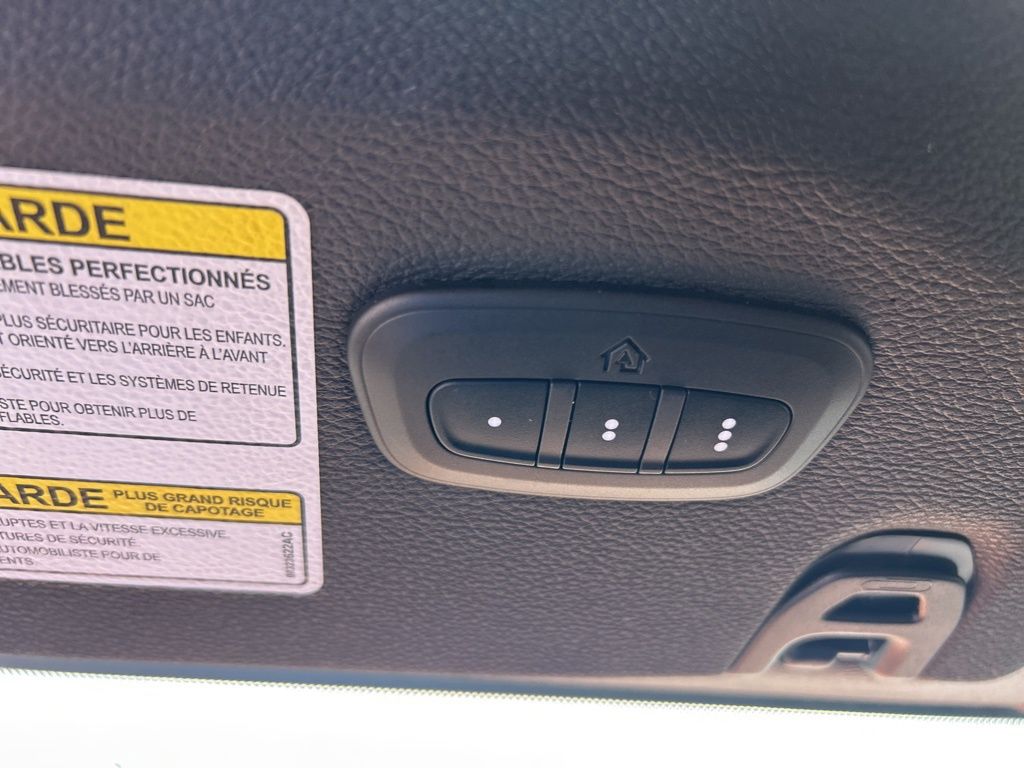 ARDE
BLES PERFECTIONNÉS
EMENT BLESSÉS PAR UN SAC
PLUS SÉCURITAIRE POUR LES ENFANTS.
T ORIENTÉ VERS L'ARRIÈRE À L'AVANT
SÉCURITÉ ET LES SYSTÈMES DE RETENUE
ISTE POUR OBTENIR PLUS DE
FLABLES.
ARDE PLUS GRAND RISQUE
DE CAPOTAGE
UPTES ET LA VITESSE EXCESSIVE.
TURES DE SÉCURITÉ.
AUTOMOBILISTE POUR DE
ENTS.